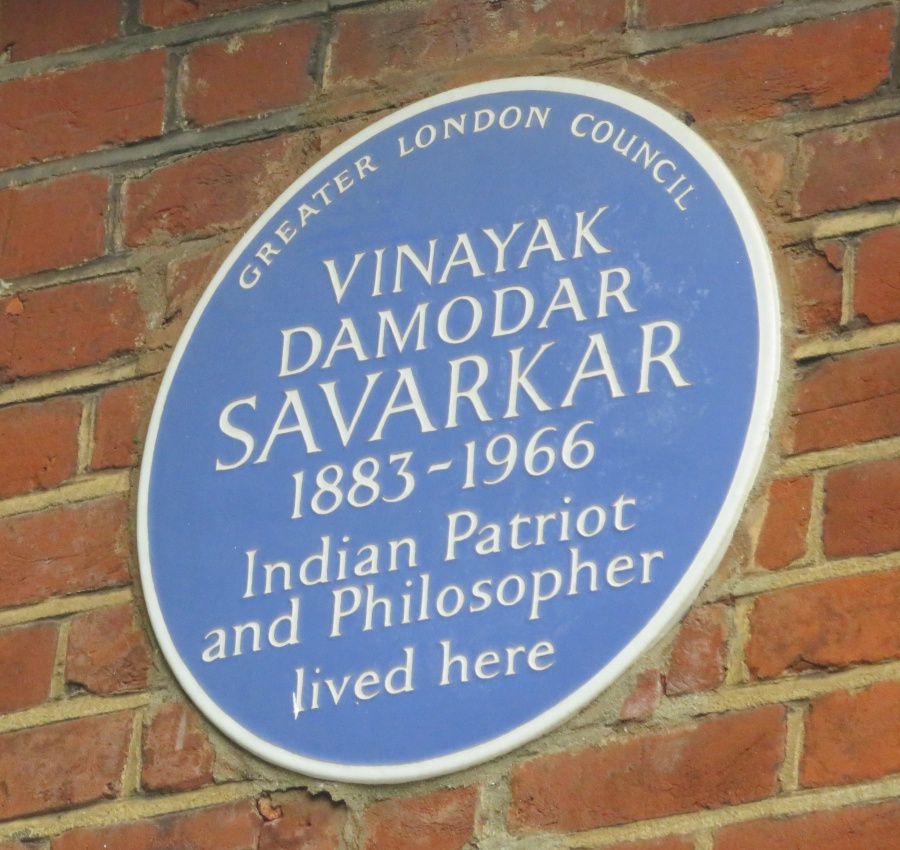 GREATER LONDON COUNCIL
VINAYAK
DAMODAR
SAVARKAR
1883-1966
Indian Patriot
and Philosopher
lived here